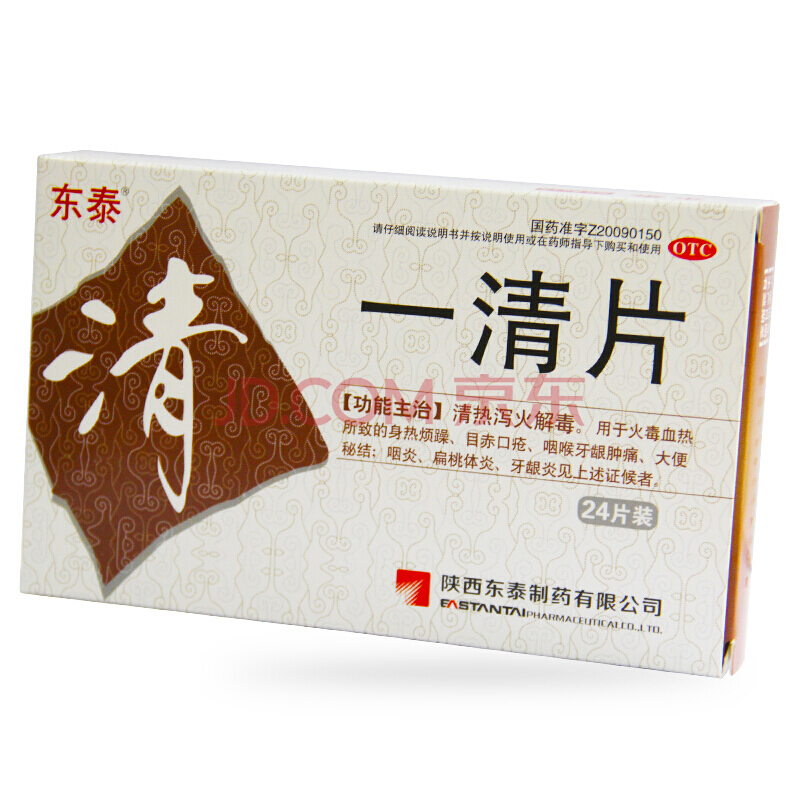 东泰®
国药准字Z20090150
请仔细阅读说明书并按说明使用或在药师指导下购买和使用
OTC
清
一清片
JD.COM 京东
【功能主治】清热泻火解毒。用于火毒血热
所致的身热烦躁、目赤口疮、咽喉牙龈肿痛、大便
秘结；咽炎、扁桃体炎、牙龈炎见上述证候者。
24片装
陕西东泰制药有限公司
EASTANTAI PHARMACEUTICAL CO.,LTD.